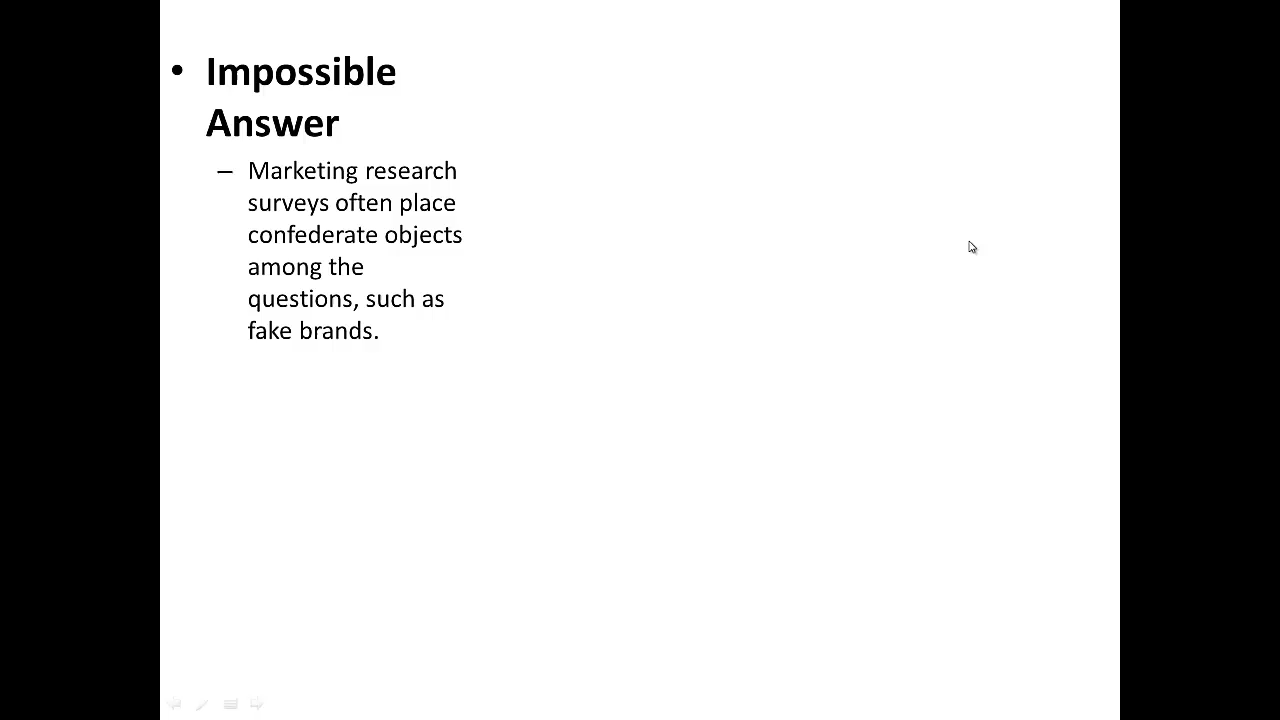 • Impossible
Answer
– Marketing research
surveys often place
confederate objects
among the
questions, such as
fake brands.